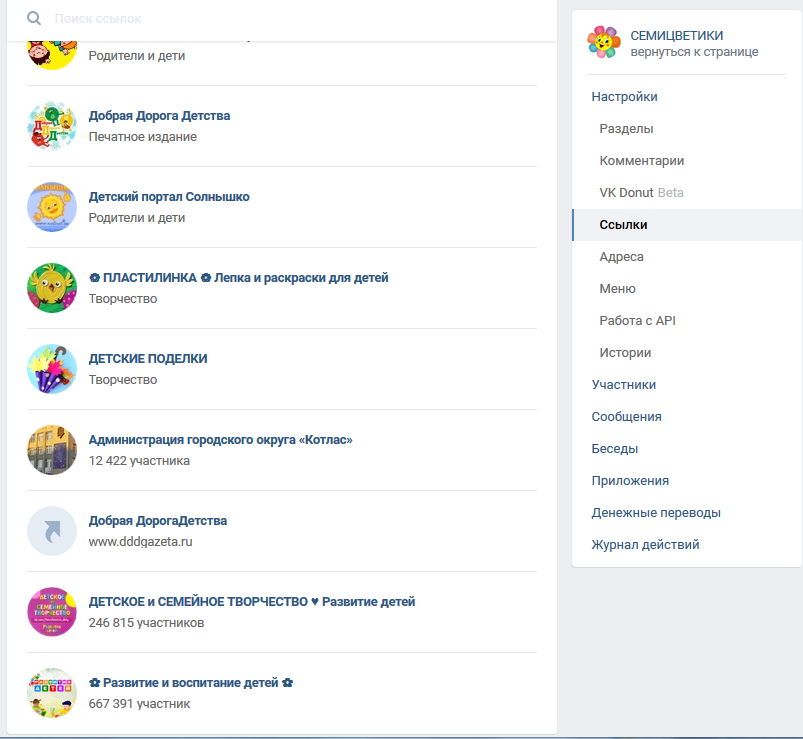 Поиск ссылок
Родители и дети
Добрая Дорога Детства
Печатное издание
Детский портал Солнышко
Родители и дети
❁ ПЛАСТИЛИНКА ❁ Лепка и раскраски для детей
Творчество
ДЕТСКИЕ ПОДЕЛКИ
Творчество
Администрация городского округа «Котлас»
12 422 участника
Добрая ДорогаДетства
www.dddgazeta.ru
ДЕТСКОЕ и СЕМЕЙНОЕ ТВОРЧЕСТВО ♥ Развитие детей
246 815 участников
✿ Развитие и воспитание детей ✿
667 391 участник
СЕМИЦВЕТИКИ
вернуться к странице
Настройки
Разделы
Комментарии
VK Donut Beta
Ссылки
Адреса
Меню
Работа с API
Истории
Участники
Сообщения
Беседы
Приложения
Денежные переводы
Журнал действий